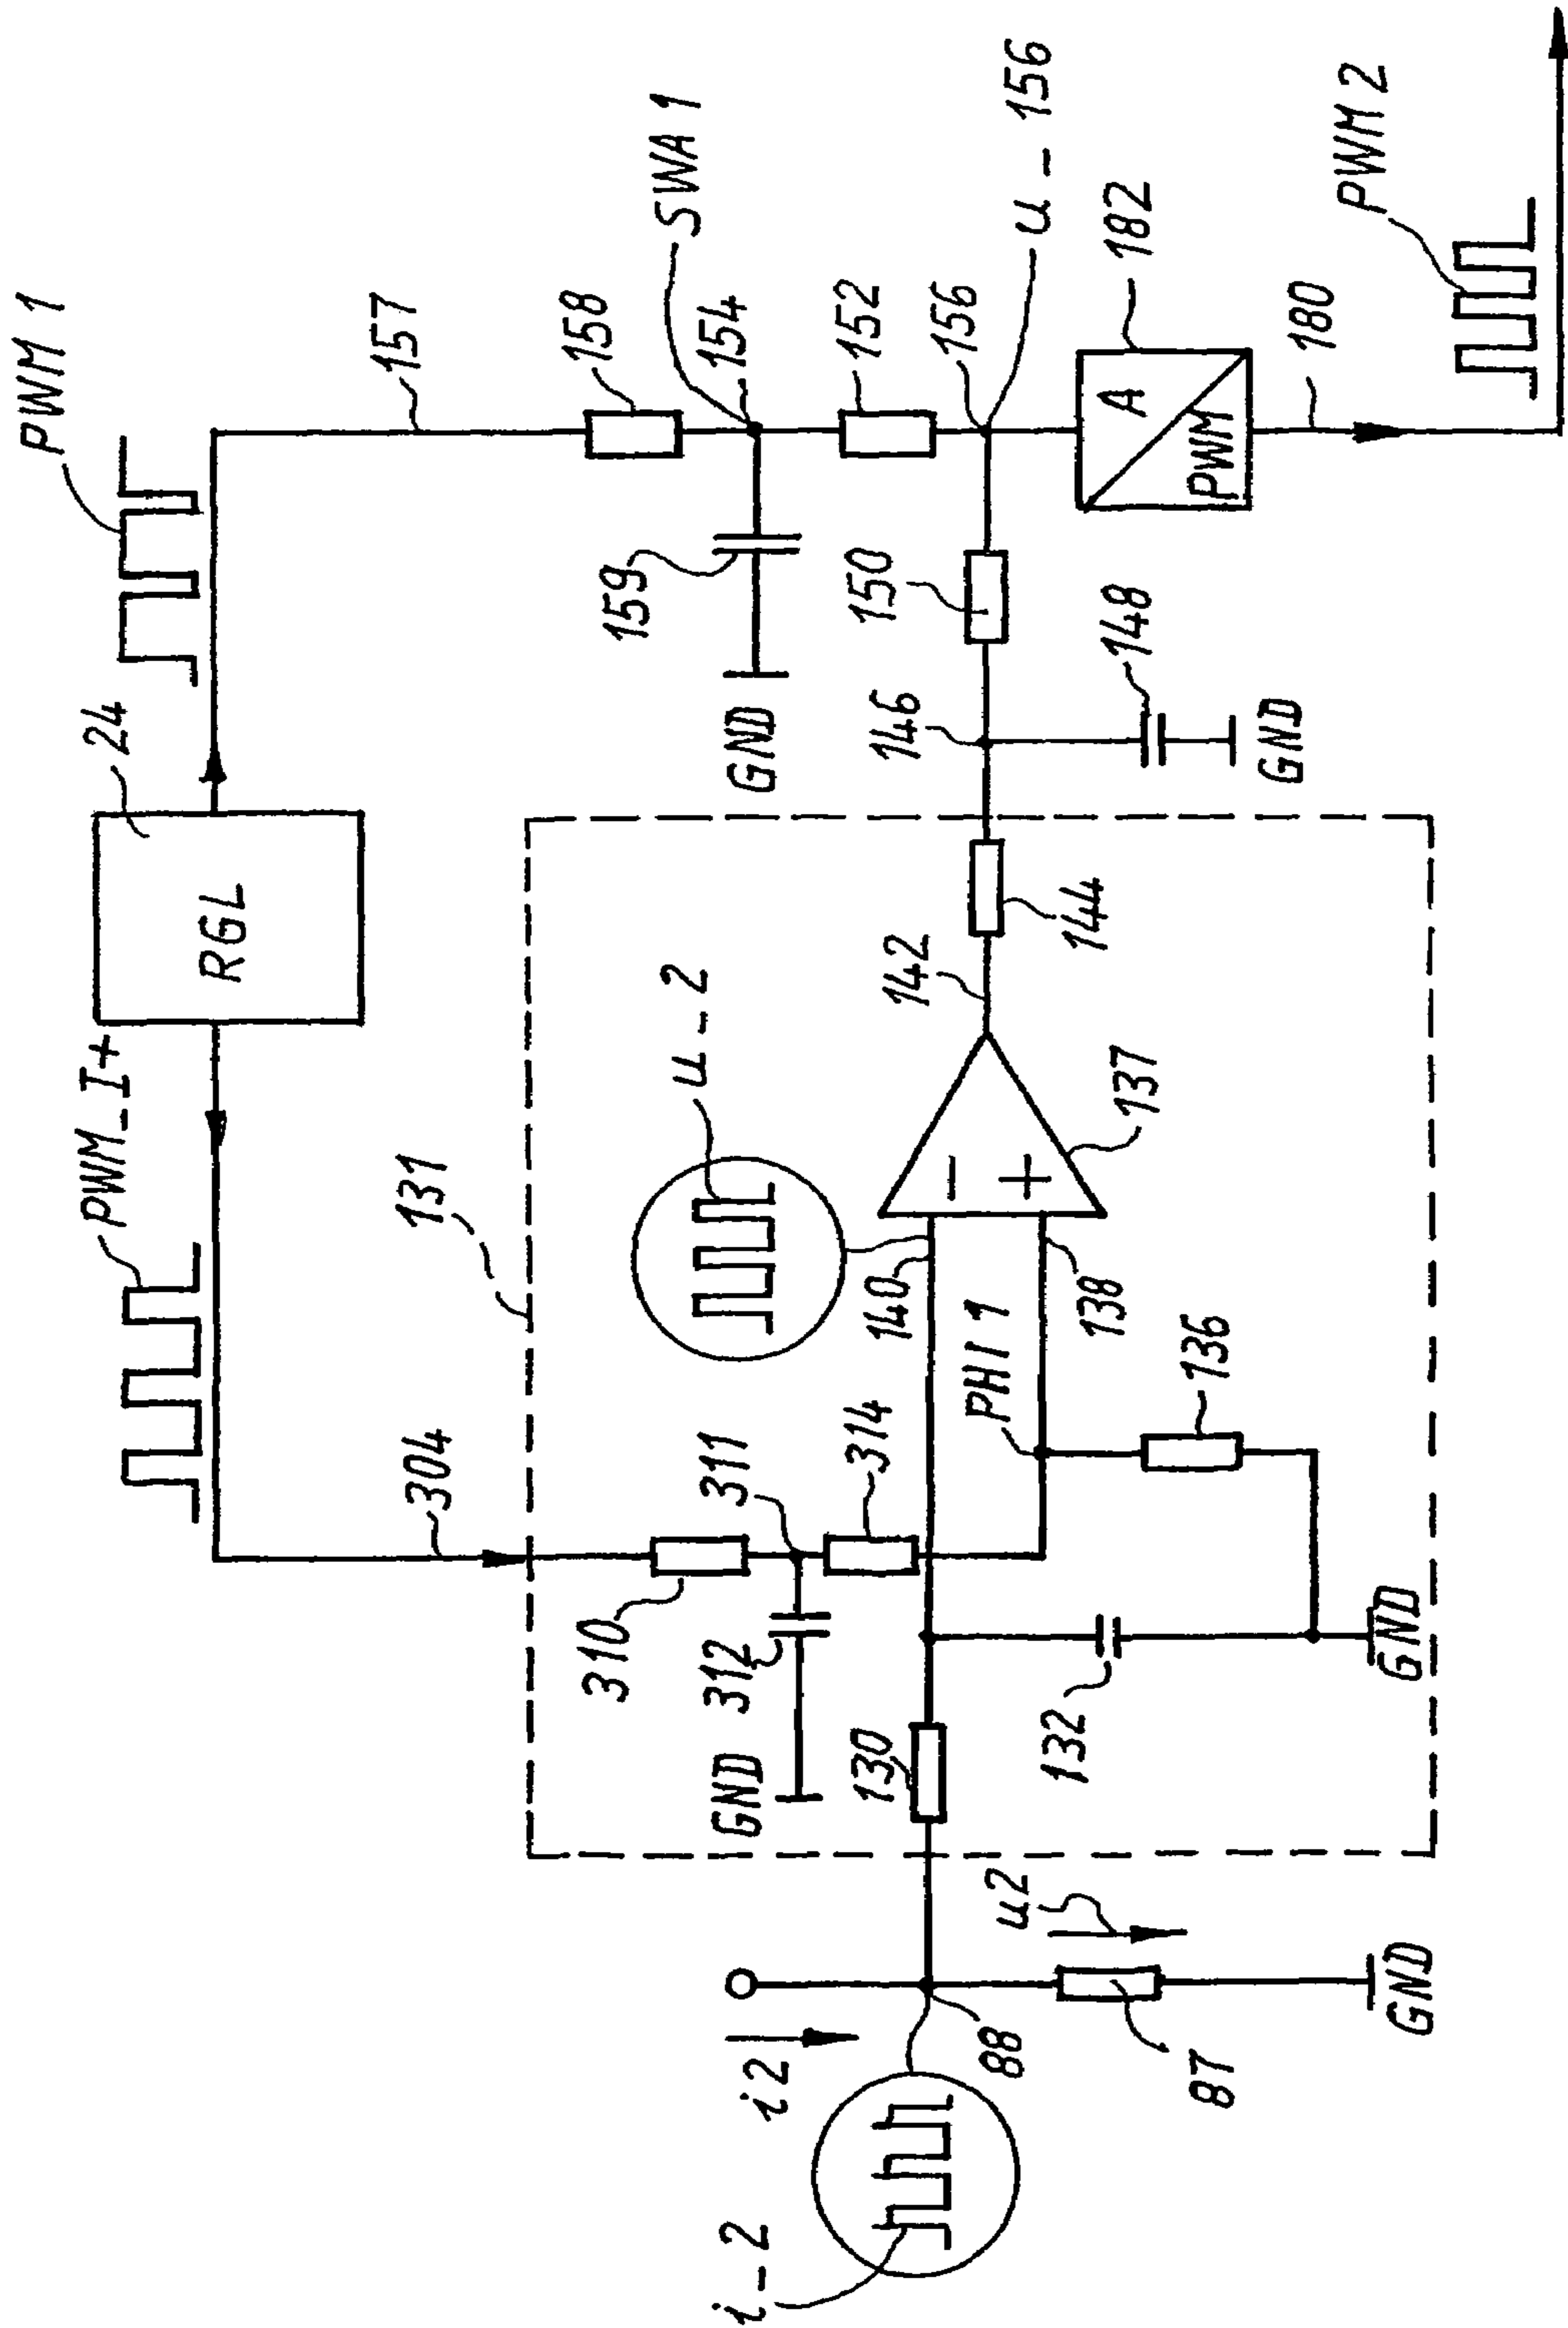 PWM_I+
PWM 1
24
RGL
304
157
131
310
158
SWA 1
311
312
GND
314
u-2
159
GND
154
152
i2
130
140
142
146
150
156
u-156
i-2
88
u2
132
PHI 1
138
137
144
148
182
A
PWM
87
136
GND
GND
GND
180
PWM 2